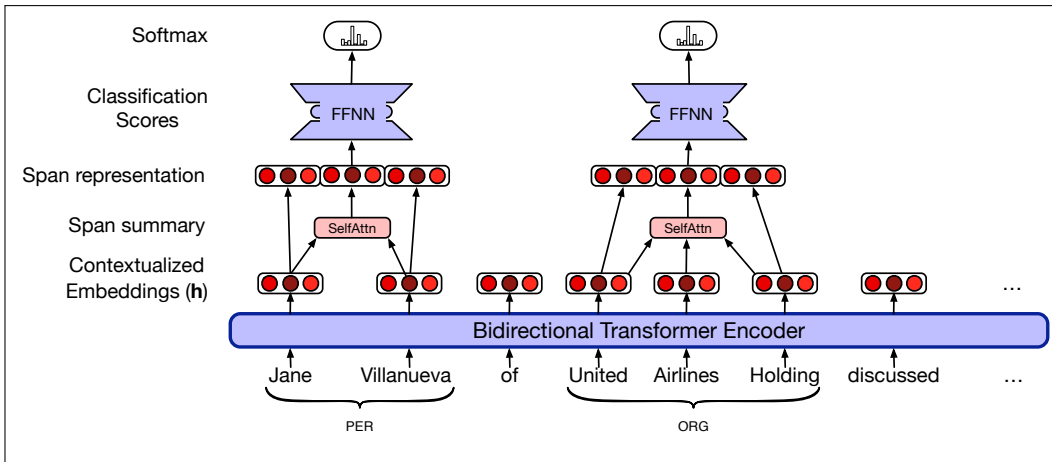 Softmax
Classification
Scores
FFNN
FFNN
Span representation
Span summary
SelfAttn
SelfAttn
Contextualized
Embeddings (h)
...
Bidirectional Transformer Encoder
Jane Villanueva of United Airlines Holding discussed ...
PER ORG